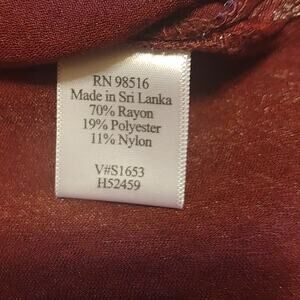 RN 98516
Made in Sri Lanka
70% Rayon
19% Polyester
11% Nylon
V#S1653
H52459